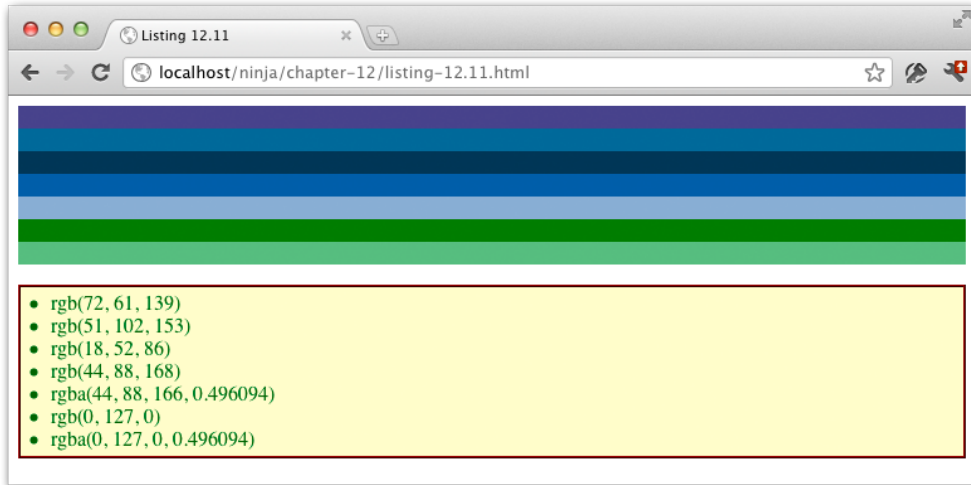 Listing 12.11
localhost/ninja/chapter-12/listing-12.11.html
rgb(72, 61, 139)
rgb(51, 102, 153)
rgb(18, 52, 86)
rgb(44, 88, 168)
rgba(44, 88, 166, 0.496094)
rgb(0, 127, 0)
rgba(0, 127, 0, 0.496094)